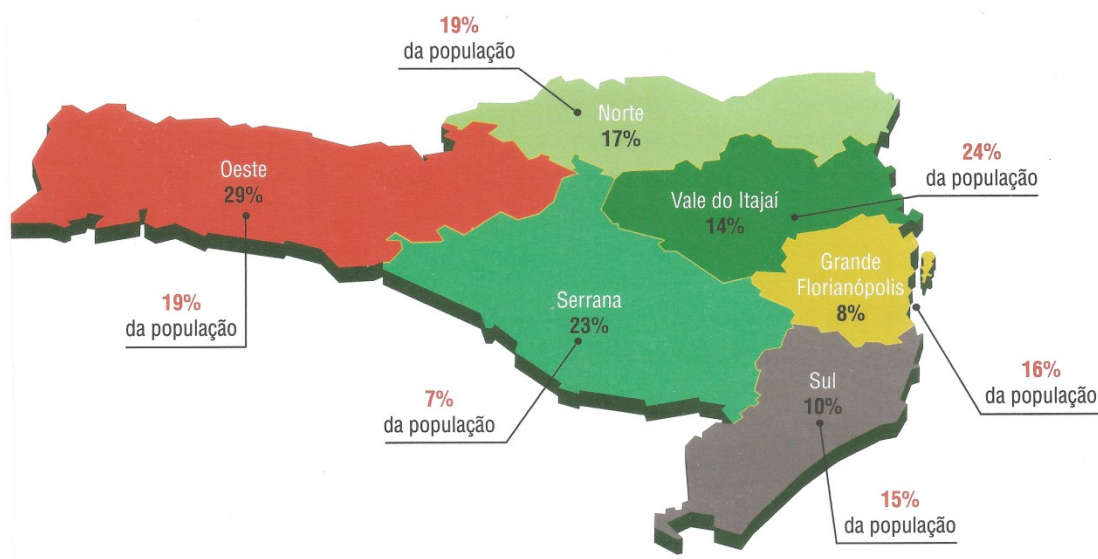 19%
da população
Norte
17%
Oeste
29%
24%
da população
Vale do Itajaí
14%
Grande
Florianópolis
8%
19%
da população
Serrana
23%
7%
da população
Sul
10%
16%
da população
15%
da população